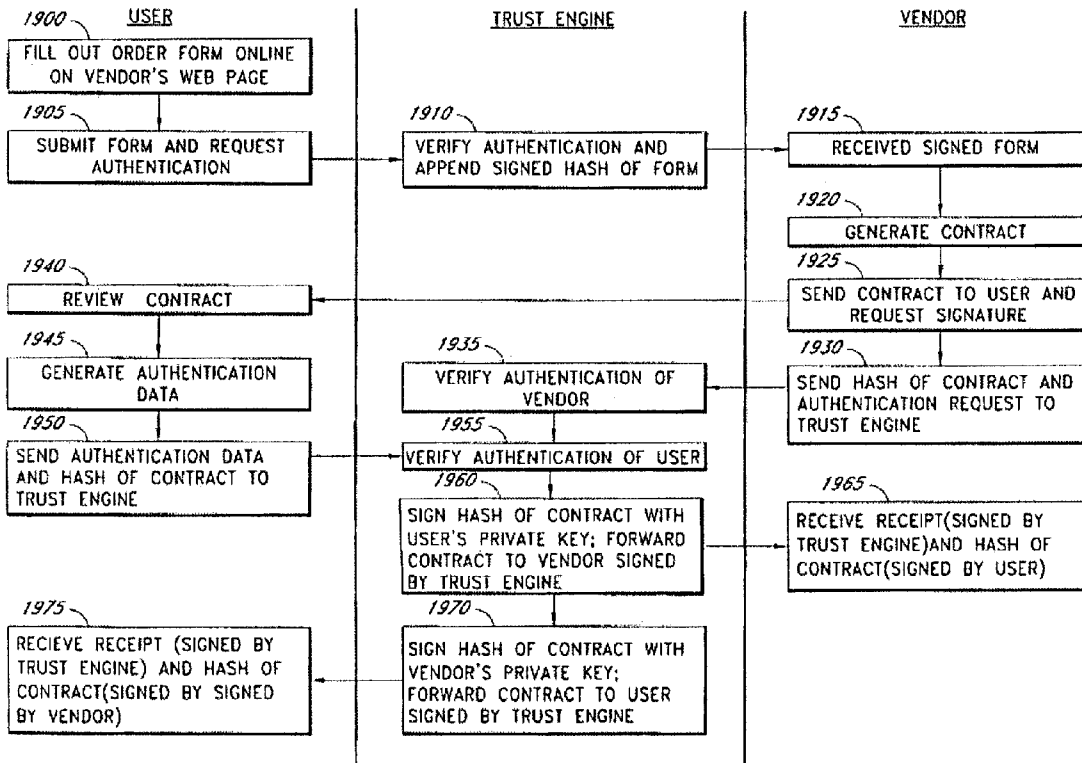 USER
TRUST ENGINE
VENDOR
1900
FILL OUT ORDER FORM ONLINE
ON VENDOR'S WEB PAGE
1905
SUBMIT FORM AND REQUEST
AUTHENTICATION
1910
VERIFY AUTHENTICATION AND
APPEND SIGNED HASH OF FORM
1915
RECEIVED SIGNED FORM
1920
GENERATE CONTRACT
1925
SEND CONTRACT TO USER AND
REQUEST SIGNATURE
1940
REVIEW CONTRACT
1945
GENERATE AUTHENTICATION
DATA
1930
SEND HASH OF CONTRACT AND
AUTHENTICATION REQUEST TO
TRUST ENGINE
1935
VERIFY AUTHENTICATION OF
VENDOR
1950
SEND AUTHENTICATION DATA
AND HASH OF CONTRACT TO
TRUST ENGINE
1955
VERIFY AUTHENTICATION OF USER
1960
SIGN HASH OF CONTRACT WITH
USER'S PRIVATE KEY; FORWARD
CONTRACT TO VENDOR SIGNED
BY TRUST ENGINE
1965
RECEIVE RECEIPT(SIGNED BY
TRUST ENGINE)AND HASH OF
CONTRACT(SIGNED BY USER)
1970
SIGN HASH OF CONTRACT WITH
VENDOR'S PRIVATE KEY;
FORWARD CONTRACT TO USER
SIGNED BY TRUST ENGINE
1975
RECIEVE RECEIPT (SIGNED BY
TRUST ENGINE) AND HASH OF
CONTRACT(SIGNED BY SIGNED
BY VENDOR)